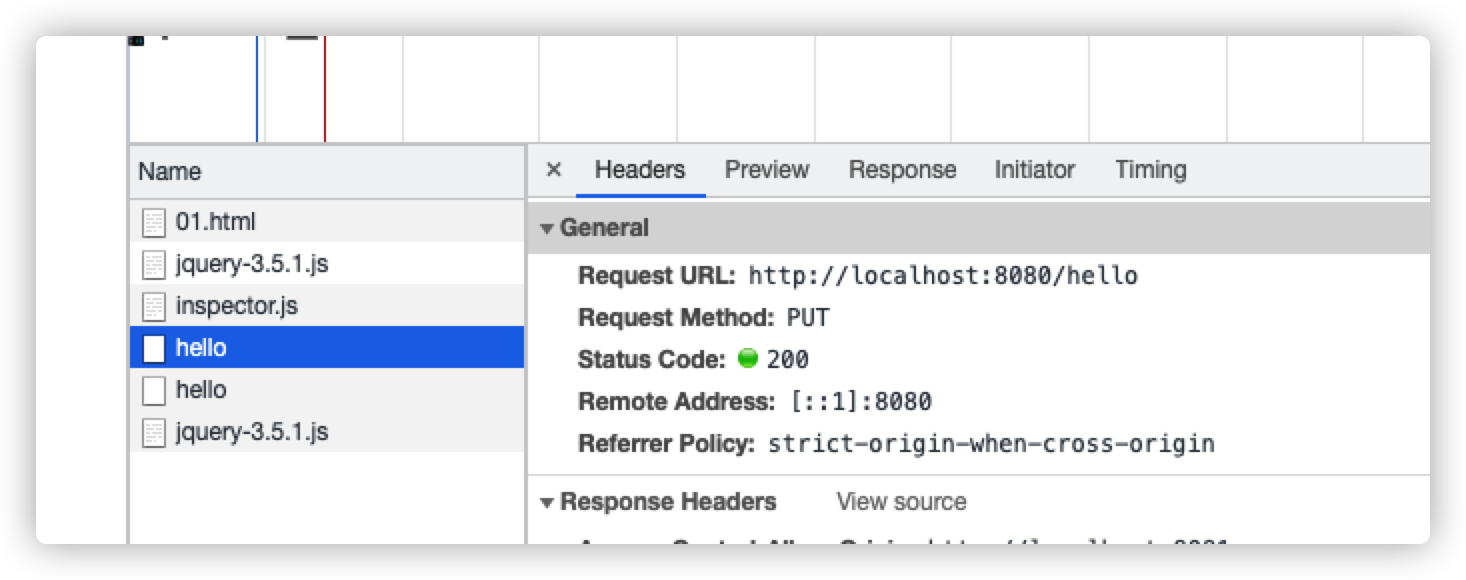 Name
Headers Preview Response Initiator Timing
01.html
jquery-3.5.1.js
inspector.js
hello
hello
jquery-3.5.1.js
General
Request URL: http://localhost:8080/hello
Request Method: PUT
Status Code: 200
Remote Address: [::1]:8080
Referrer Policy: strict-origin-when-cross-origin
Response Headers View source